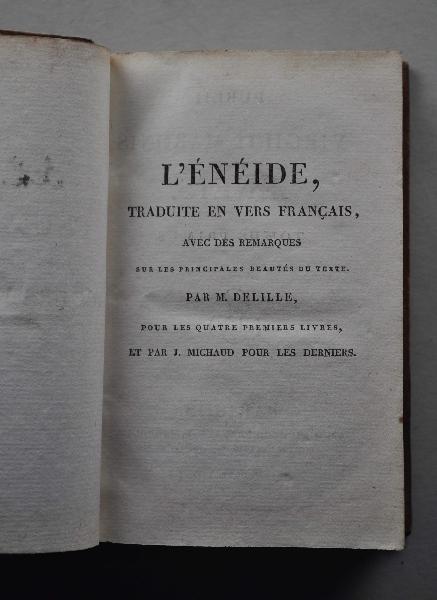 L'ÉNÉIDE,
TRADUITE EN VERS FRANÇAIS,
AVEC DES REMARQUES
SUR LES PRINCIPALES BEAUTÉS DU TEXTE.
PAR M. DELILLE,
POUR LES QUATRE PREMIERS LIVRES,
ET PAR J. MICHAUD POUR LES DERNIERS.